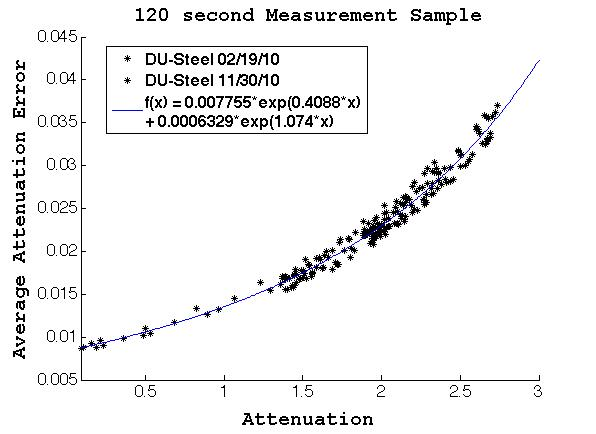 120 second Measurement Sample
0.045
0.04
0.035
0.03
0.025
0.02
0.015
0.01
0.005
Average Attenuation Error
DU-Steel 02/19/10
DU-Steel 11/30/10
f(x) = 0.007755*exp(0.4088*x)
+ 0.0006329*exp(1.074*x)
0.5 1 1.5 2 2.5 3
Attenuation